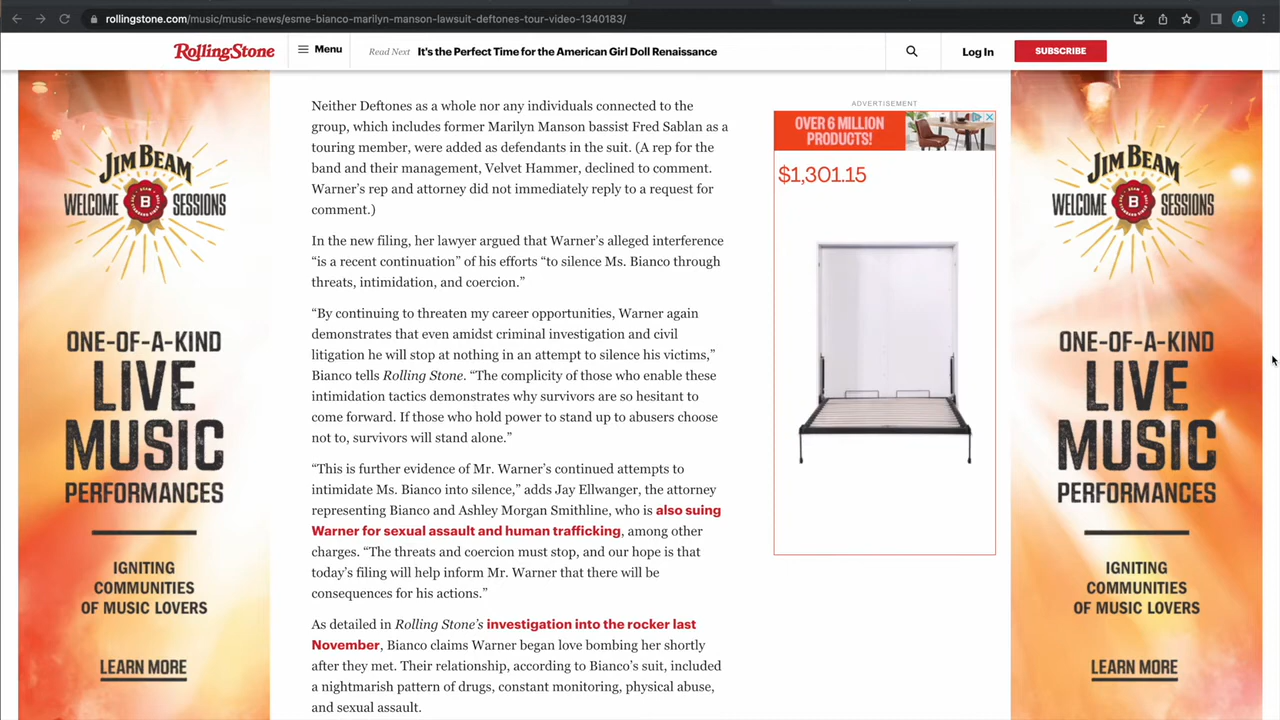 rollingstone.com/music/music-news/esme-bianco-marilyn-manson-lawsuit-deftones-tour-video-1340183/
A
RollingStone
Menu
Read Next It's the Perfect Time for the American Girl Doll Renaissance
Log In
SUBSCRIBE
JIM BEAM
WELCOME B SESSIONS
ONE-OF-A-KIND
LIVE
MUSIC
PERFORMANCES
IGNITING
COMMUNITIES
OF MUSIC LOVERS
LEARN MORE
Neither Deftones as a whole nor any individuals connected to the
group, which includes former Marilyn Manson bassist Fred Sablan as a
touring member, were added as defendants in the suit. (A rep for the
band and their management, Velvet Hammer, declined to comment.
Warner’s rep and attorney did not immediately reply to a request for
comment.)
In the new filing, her lawyer argued that Warner’s alleged interference
“is a recent continuation” of his efforts “to silence Ms. Bianco through
threats, intimidation, and coercion.”
“By continuing to threaten my career opportunities, Warner again
demonstrates that even amidst criminal investigation and civil
litigation he will stop at nothing in an attempt to silence his victims,”
Bianco tells Rolling Stone. “The complicity of those who enable these
intimidation tactics demonstrates why survivors are so hesitant to
come forward. If those who hold power to stand up to abusers choose
not to, survivors will stand alone.”
“This is further evidence of Mr. Warner’s continued attempts to
intimidate Ms. Bianco into silence,” adds Jay Ellwanger, the attorney
representing Bianco and Ashley Morgan Smithline, who is also suing
Warner for sexual assault and human trafficking, among other
charges. “The threats and coercion must stop, and our hope is that
today’s filing will help inform Mr. Warner that there will be
consequences for his actions.”
As detailed in Rolling Stone’s investigation into the rocker last
November, Bianco claims Warner began love bombing her shortly
after they met. Their relationship, according to Bianco’s suit, included
a nightmarish pattern of drugs, constant monitoring, physical abuse,
and sexual assault.
ADVERTISEMENT
OVER 6 MILLION
PRODUCTS!
$1,301.15
JIM BEAM
WELCOME B SESSIONS
ONE-OF-A-KIND
LIVE
MUSIC
PERFORMANCES
IGNITING
COMMUNITIES
OF MUSIC LOVERS
LEARN MORE